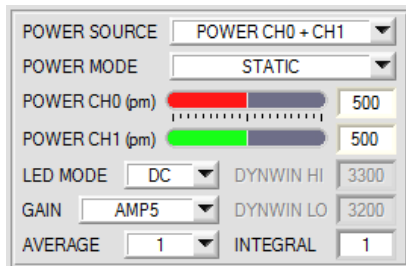 POWER SOURCE POWER CH0 + CH1
POWER MODE STATIC
POWER CH0 (pm) 500
POWER CH1 (pm) 500
LED MODE DC DYNWIN HI 3300
GAIN AMP5 DYNWIN LO 3200
AVERAGE 1 INTEGRAL 1